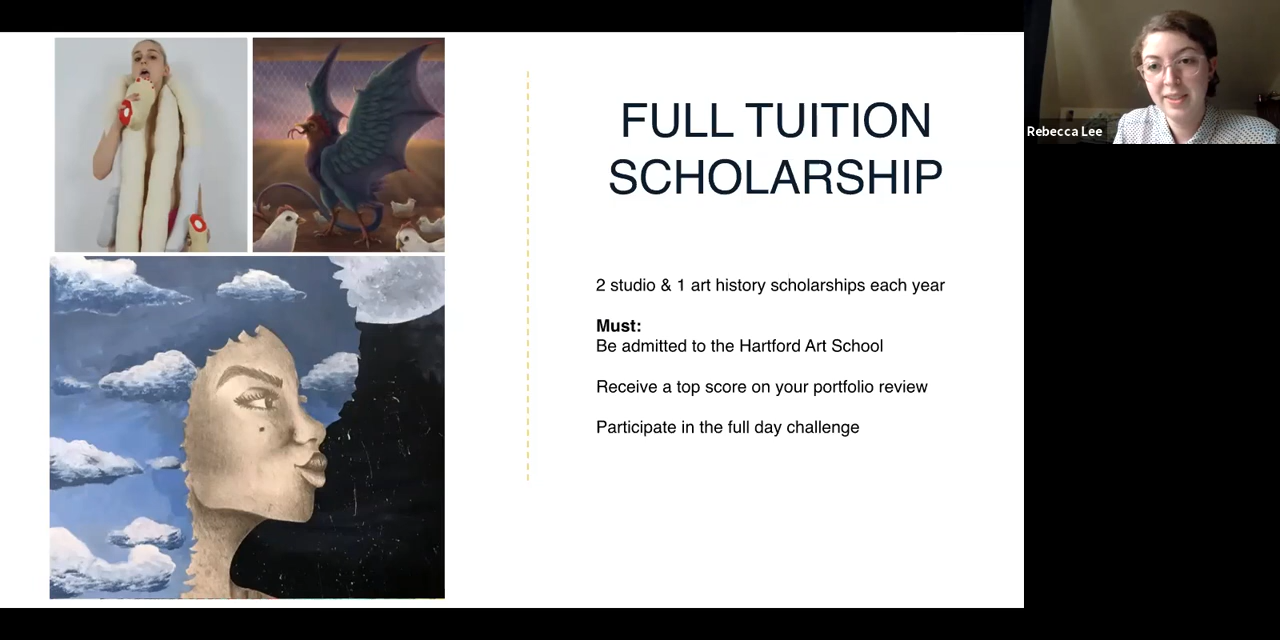 FULL TUITION
SCHOLARSHIP
2 studio & 1 art history scholarships each year
Must:
Be admitted to the Hartford Art School
Receive a top score on your portfolio review
Participate in the full day challenge
Rebecca Lee